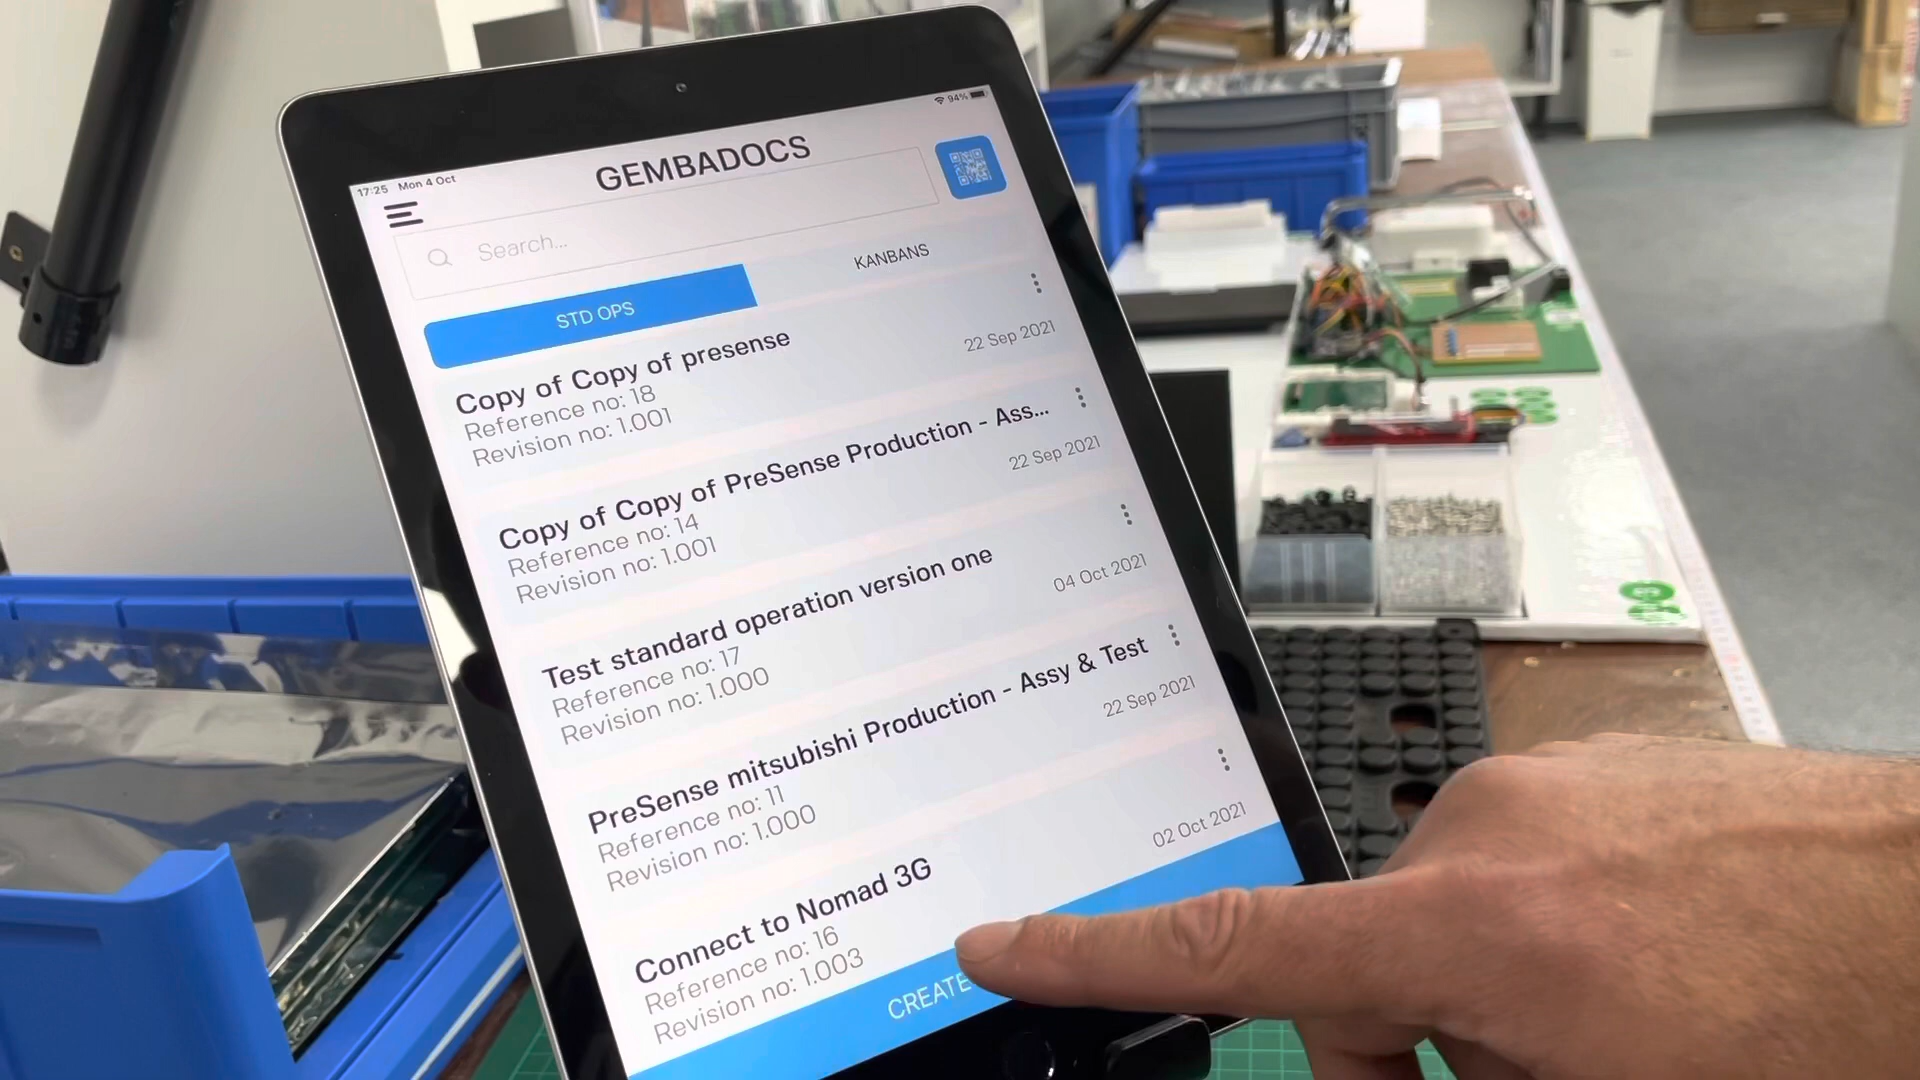 17:25 Mon 4 Oct
94%
GEMBADOCS
Search...
STD OPS
KANBANS
Copy of Copy of presense
Reference no: 18
Revision no: 1.001
22 Sep 2021
Copy of Copy of PreSense Production - Ass...
Reference no: 14
Revision no: 1.001
22 Sep 2021
Test standard operation version one
Reference no: 17
Revision no: 1.000
04 Oct 2021
PreSense mitsubishi Production - Assy & Test
Reference no: 11
Revision no: 1.000
22 Sep 2021
Connect to Nomad 3G
Reference no: 16
Revision no: 1.003
02 Oct 2021
CREATE